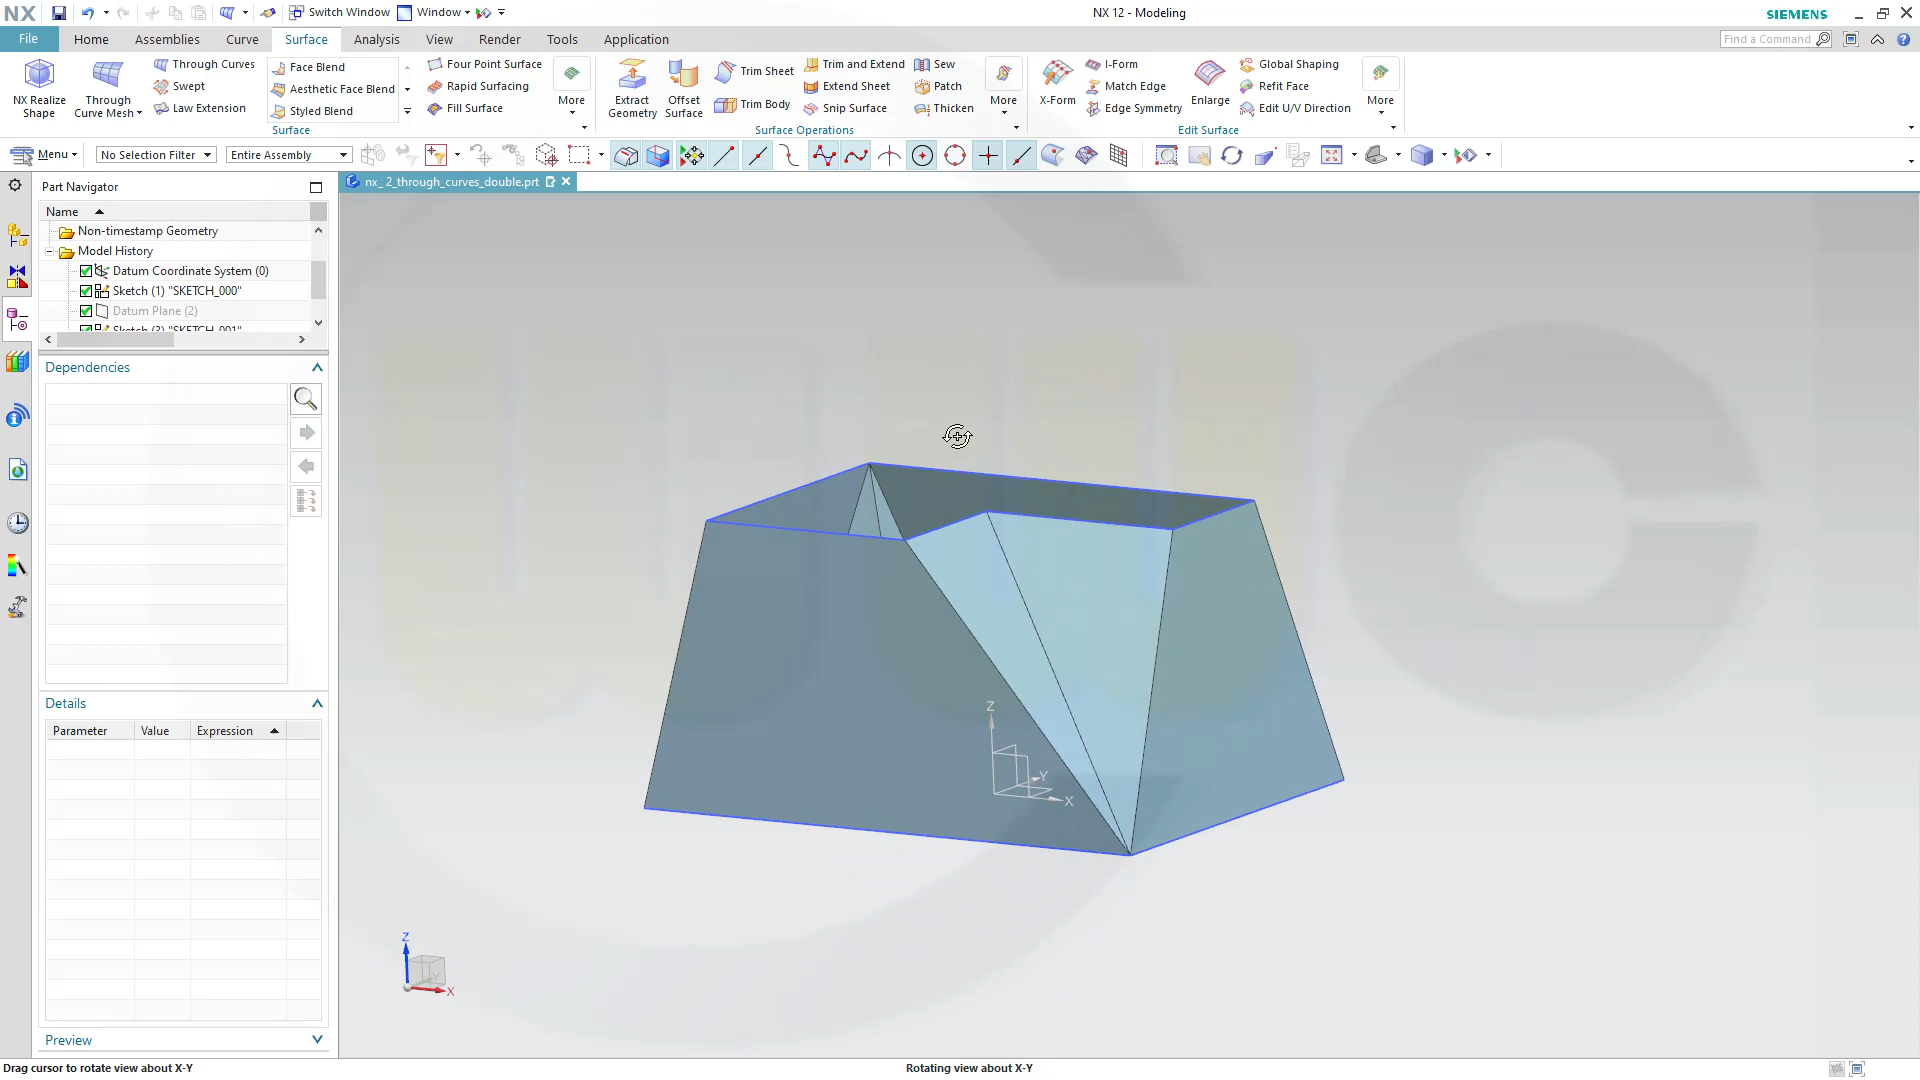 NX
Switch Window
Window
NX 12 - Modeling
SIEMENS
File
Home
Assemblies
Curve
Surface
Analysis
View
Render
Tools
Application
Find a Command
NX Realize
Shape
Through
Curve Mesh
Through Curves
Swept
Law Extension
Face Blend
Aesthetic Face Blend
Styled Blend
Four Point Surface
Rapid Surfacing
Fill Surface
More
Surface
Extract
Geometry
Offset
Surface
Trim Sheet
Trim Body
Trim and Extend
Extend Sheet
Snip Surface
Sew
Patch
Thicken
More
Surface Operations
X-Form
I-Form
Match Edge
Edge Symmetry
Enlarge
Global Shaping
Refit Face
Edit U/V Direction
More
Edit Surface
Menu
No Selection Filter
Entire Assembly
Part Navigator
nx_ 2_through_curves_double.prt
Name
Non-timestamp Geometry
Model History
Datum Coordinate System (0)
Sketch (1) "SKETCH_000"
Datum Plane (2)
Sketch (3) "SKETCH_001"
Dependencies
Details
Parameter
Value
Expression
Preview
Z
Y
X
Z
Y
X
Drag cursor to rotate view about X-Y
Rotating view about X-Y